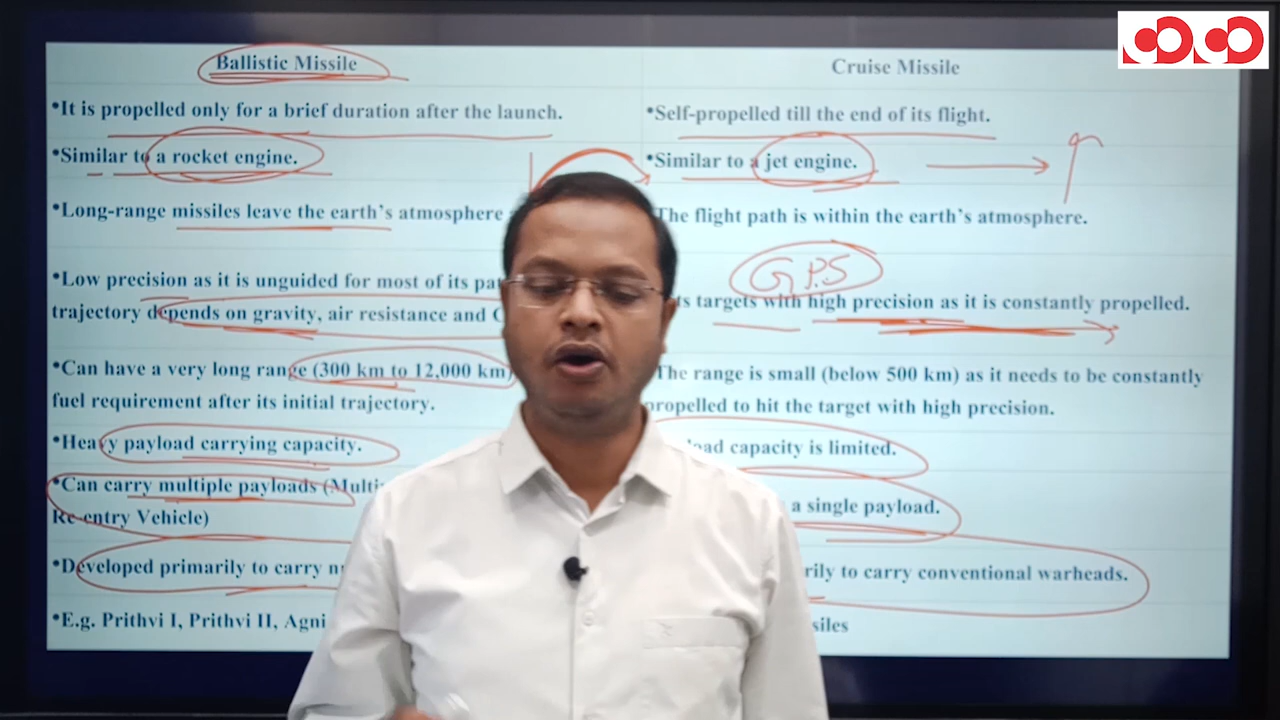 Ballistic Missile
Cruise Missile
•It is propelled only for a brief duration after the launch.
•Self-propelled till the end of its flight.
•Similar to a rocket engine.
•Similar to a jet engine.
•Long-range missiles leave the earth's atmosphere
The flight path is within the earth's atmosphere.
•Low precision as it is unguided for most of its
trajectory depends on gravity, air resistance and
GPS
targets with high precision as it is constantly propelled.
•Can have a very long range (300 km to 12,000 km)
fuel requirement after its initial trajectory.
The range is small (below 500 km) as it needs to be constantly
propelled to hit the target with high precision.
•Heavy payload carrying capacity.
capacity is limited.
•Can carry multiple payloads
Re-entry Vehicle)
a single payload.
•Developed primarily to carry
to carry conventional warheads.
•E.g. Prithvi I, Prithvi II, Agni